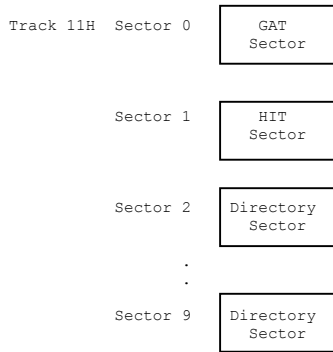 Track 11H Sector 0 GAT
Sector
Sector 1 HIT
Sector
Sector 2 Directory
Sector
.
.
Sector 9 Directory
Sector